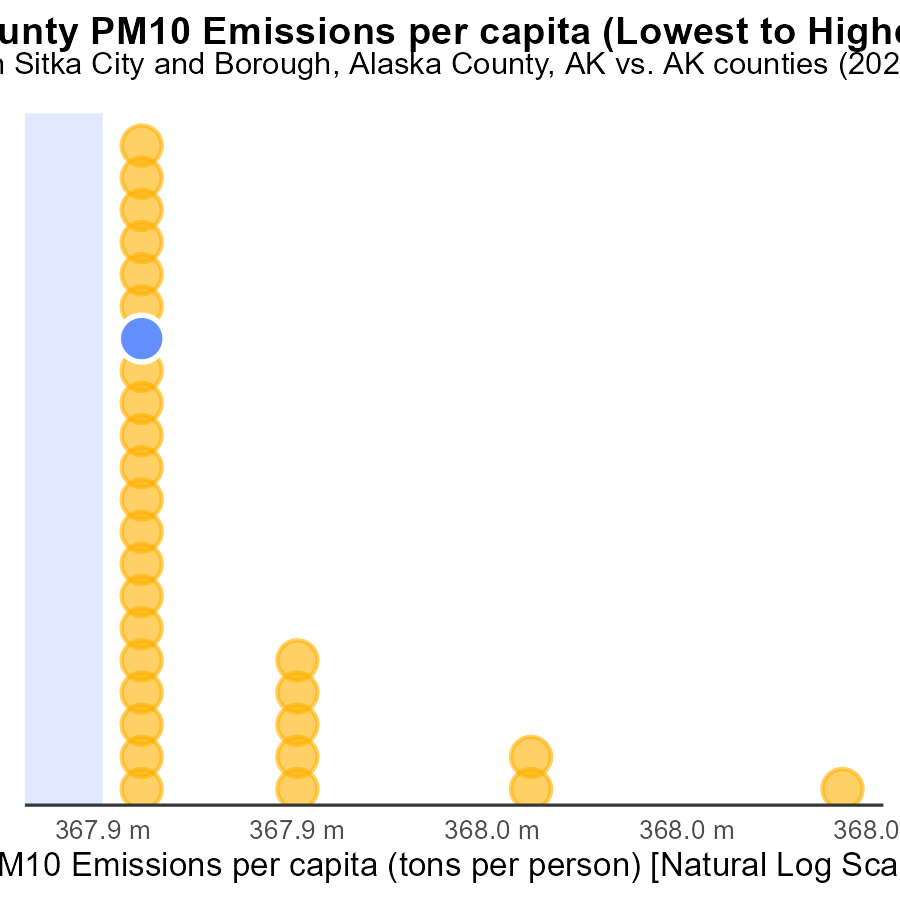 unty PM10 Emissions per capita (Lowest to Highe
n Sitka City and Borough, Alaska County, AK vs. AK counties (202
367.9 m 367.9 m 368.0 m 368.0 m 368.0
M10 Emissions per capita (tons per person) [Natural Log Sca